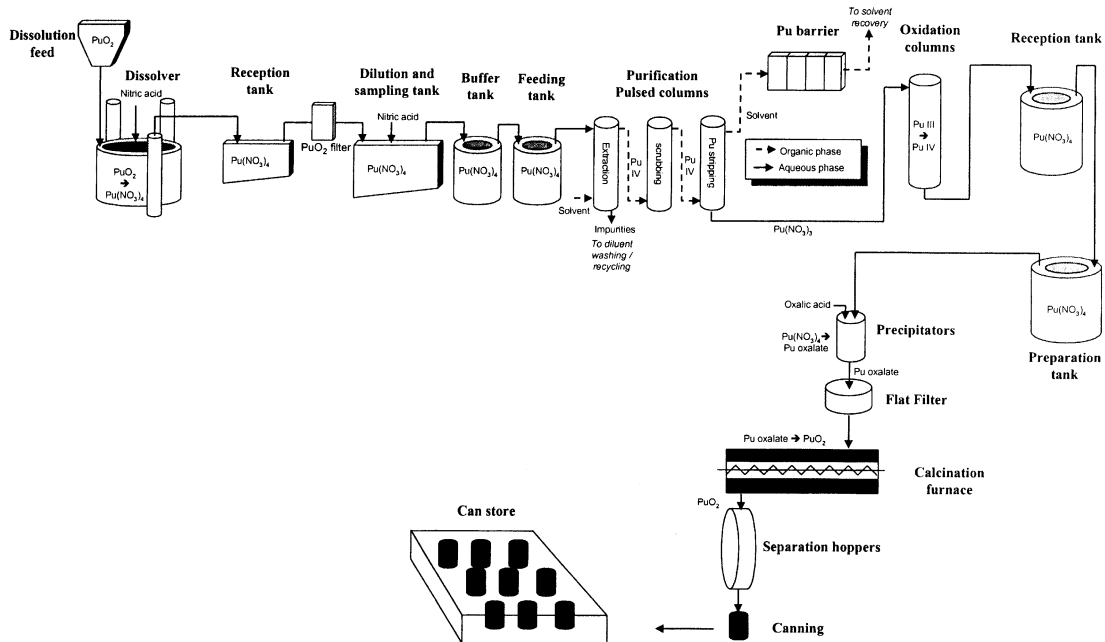 Dissolution
feed
PuO2
Dissolver
Nitric acid
PuO2
➔
Pu(NO3)4
Reception
tank
Pu(NO3)4
PuO2 filter
Dilution and
sampling tank
Nitric acid
Pu(NO3)4
Buffer
tank
Pu(NO3)4
Feeding
tank
Pu(NO3)4
Purification
Pulsed columns
Extraction
Solvent
Impurities
To diluent
washing /
recycling
Pu
IV
scrubbing
Pu
IV
Pu stripping
Solvent
Pu barrier
To solvent
recovery
Organic phase
Aqueous phase
Pu(NO3)3
Oxidation
columns
Pu III
➔
Pu IV
Reception tank
Pu(NO3)4
Pu(NO3)4
Preparation
tank
Oxalic acid
Pu(NO3)4 ➔
Pu oxalate
Precipitators
Pu oxalate
Flat Filter
Pu oxalate ➔ PuO2
Calcination
furnace
PuO2
Separation hoppers
Canning
Can store